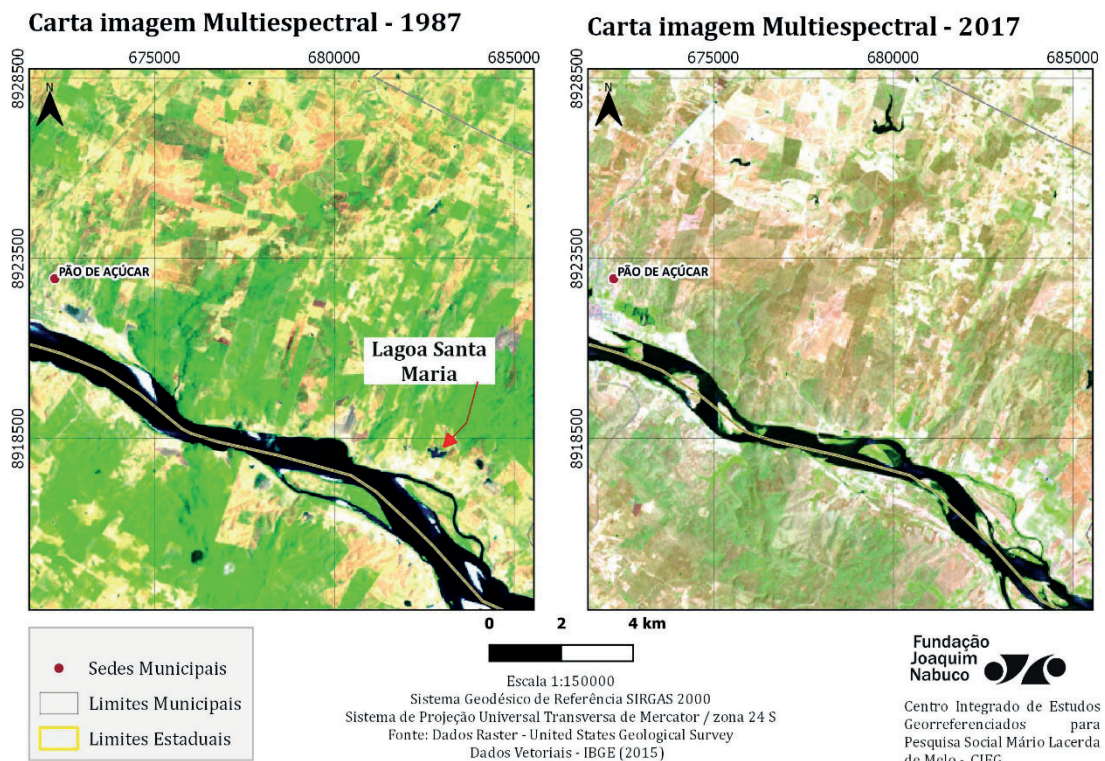 Carta imagem Multiespectral - 1987
675000
680000
685000
8928500
8923500
8918500
N
PÃO DE AÇÚCAR
Lagoa Santa
Maria
Carta imagem Multiespectral - 2017
675000
680000
685000
8928500
8923500
8918500
N
PÃO DE AÇÚCAR
Sedes Municipais
Limites Municipais
Limites Estaduais
0 2 4 km
Escala 1:150000
Sistema Geodésico de Referência SIRGAS 2000
Sistema de Projeção Universal Transversa de Mercator / zona 24 S
Fonte: Dados Raster - United States Geological Survey
Dados Vetoriais - IBGE (2015)
Fundação
Joaquim
Nabuco
Centro Integrado de Estudos
Georreferenciados para
Pesquisa Social Mário Lacerda
de Melo - CIEG